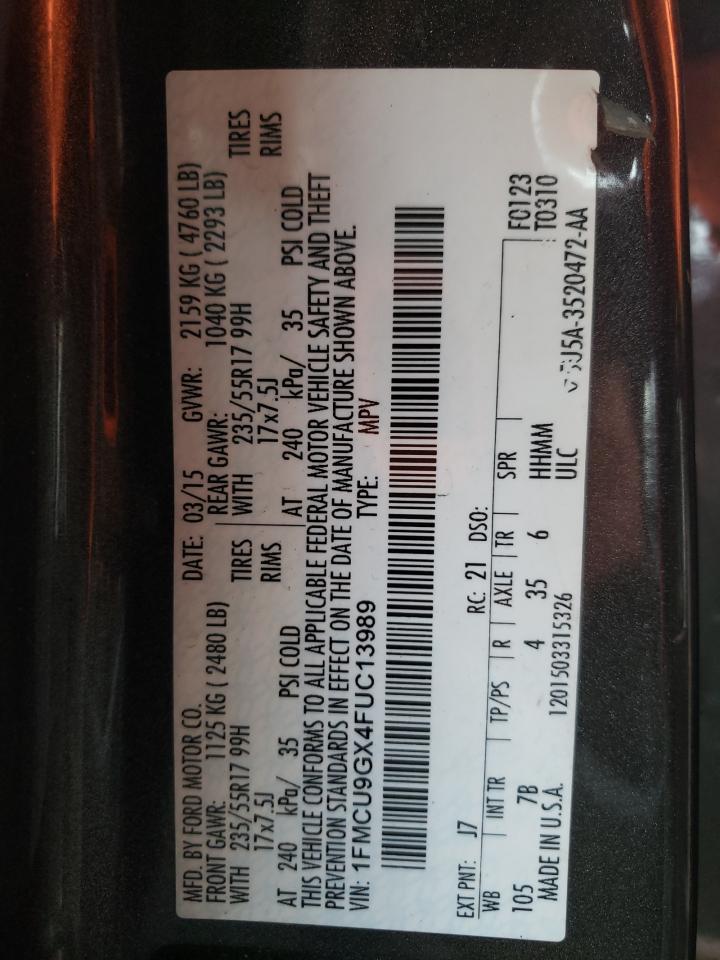 MFD. BY FORD MOTOR CO.
DATE: 03/15 GVWR: 2159 KG ( 4760 LB)
FRONT GAWR: 1125 KG ( 2480 LB)
REAR GAWR: 1040 KG ( 2293 LB)
WITH 235/55R17 99H TIRES
WITH 235/55R17 99H TIRES
17x7.5J RIMS
17x7.5J RIMS
AT 240 kPa/ 35 PSI COLD
AT 240 kPa/ 35 PSI COLD
THIS VEHICLE CONFORMS TO ALL APPLICABLE FEDERAL MOTOR VEHICLE SAFETY AND THEFT
PREVENTION STANDARDS IN EFFECT ON THE DATE OF MANUFACTURE SHOWN ABOVE.
VIN: 1FMCU9GX4FUC13989 TYPE: MPV
EXT PNT: J7 RC: 21 DSO: FC123
WB INT TR TP/PS R AXLE TR SPR T0310
105 7B 4 35 6 HHMM
MADE IN U.S.A. 1201503315326 ULC 5U5A-3520472-AA